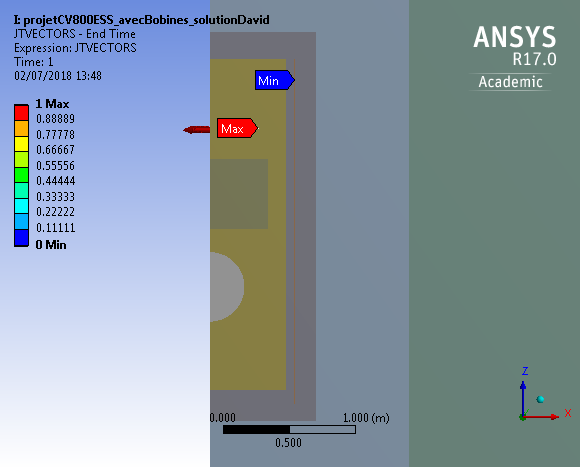 I: projetCV800ESS_avecBobines_solutionDavid
JTVECTORS - End Time
Expression: JTVECTORS
Time: 1
02/07/2018 13:48
1 Max
0.88889
0.77778
0.66667
0.55556
0.44444
0.33333
0.22222
0.11111
0 Min
Min
Max
ANSYS
R17.0
Academic
0.000
1.000 (m)
0.500
Z
X